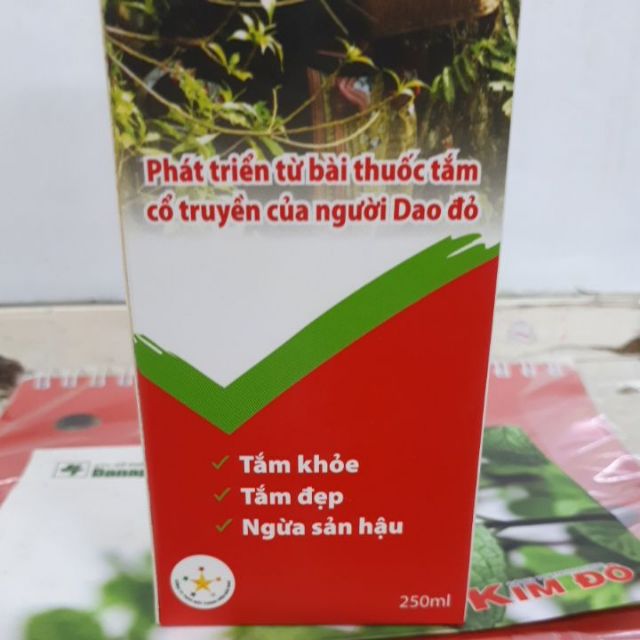 Phát triển từ bài thuốc tắm
cổ truyền của người Dao đỏ
Tắm khỏe
Tắm đẹp
Ngừa sản hậu
250ml
KIM ĐÔ